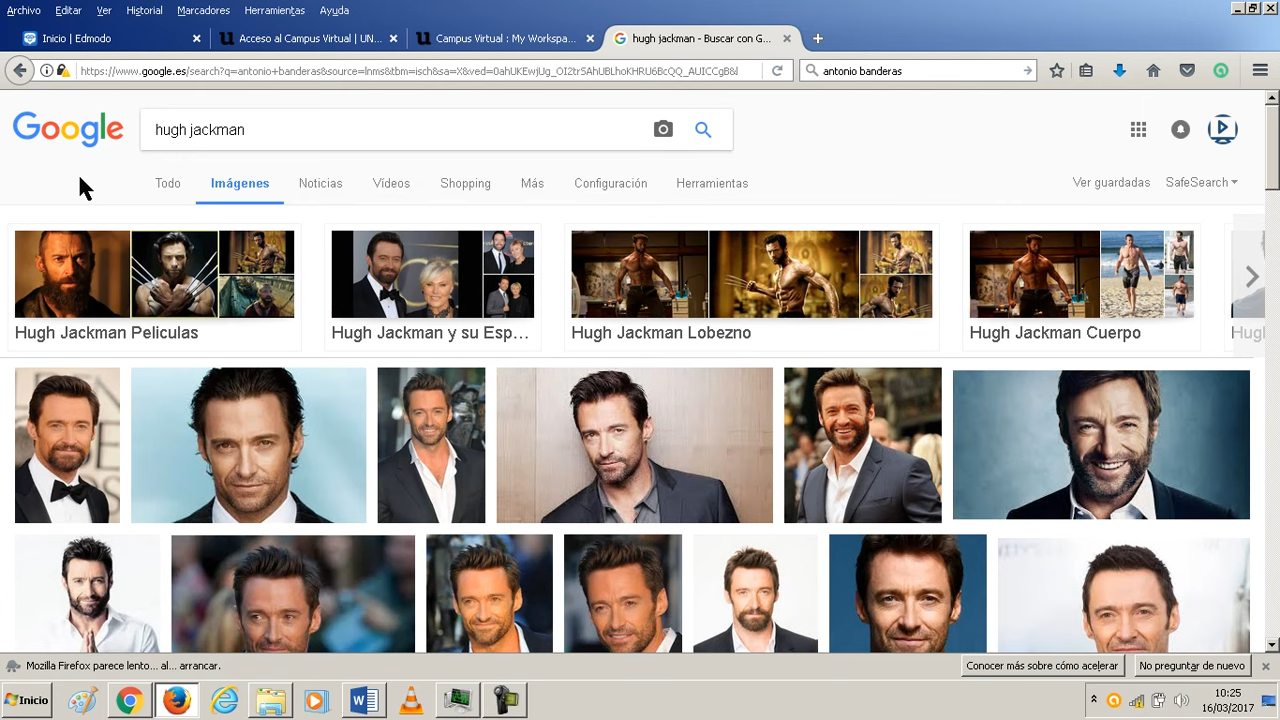 Archivo Editar Ver Historial Marcadores Herramientas Ayuda
Inicio | Edmodo
Acceso al Campus Virtual | UN...
Campus Virtual : My Workspa...
hugh jackman - Buscar con G...
https://www.google.es/search?q=antonio+banderas&source=lnms&tbm=isch&sa=X&ved=0ahUKEwjUg_OI2trSAhUBLhoKHRU6BcQQ_AUICCgB&l
antonio banderas
Google
hugh jackman
Todo Imágenes Noticias Vídeos Shopping Más Configuración Herramientas Ver guardadas SafeSearch
Hugh Jackman Peliculas
Hugh Jackman y su Esp...
Hugh Jackman Lobezno
Hugh Jackman Cuerpo
Hugh
Mozilla Firefox parece lento... al... arrancar.
Conocer más sobre cómo acelerar
No preguntar de nuevo
Inicio
10:25
16/03/2017